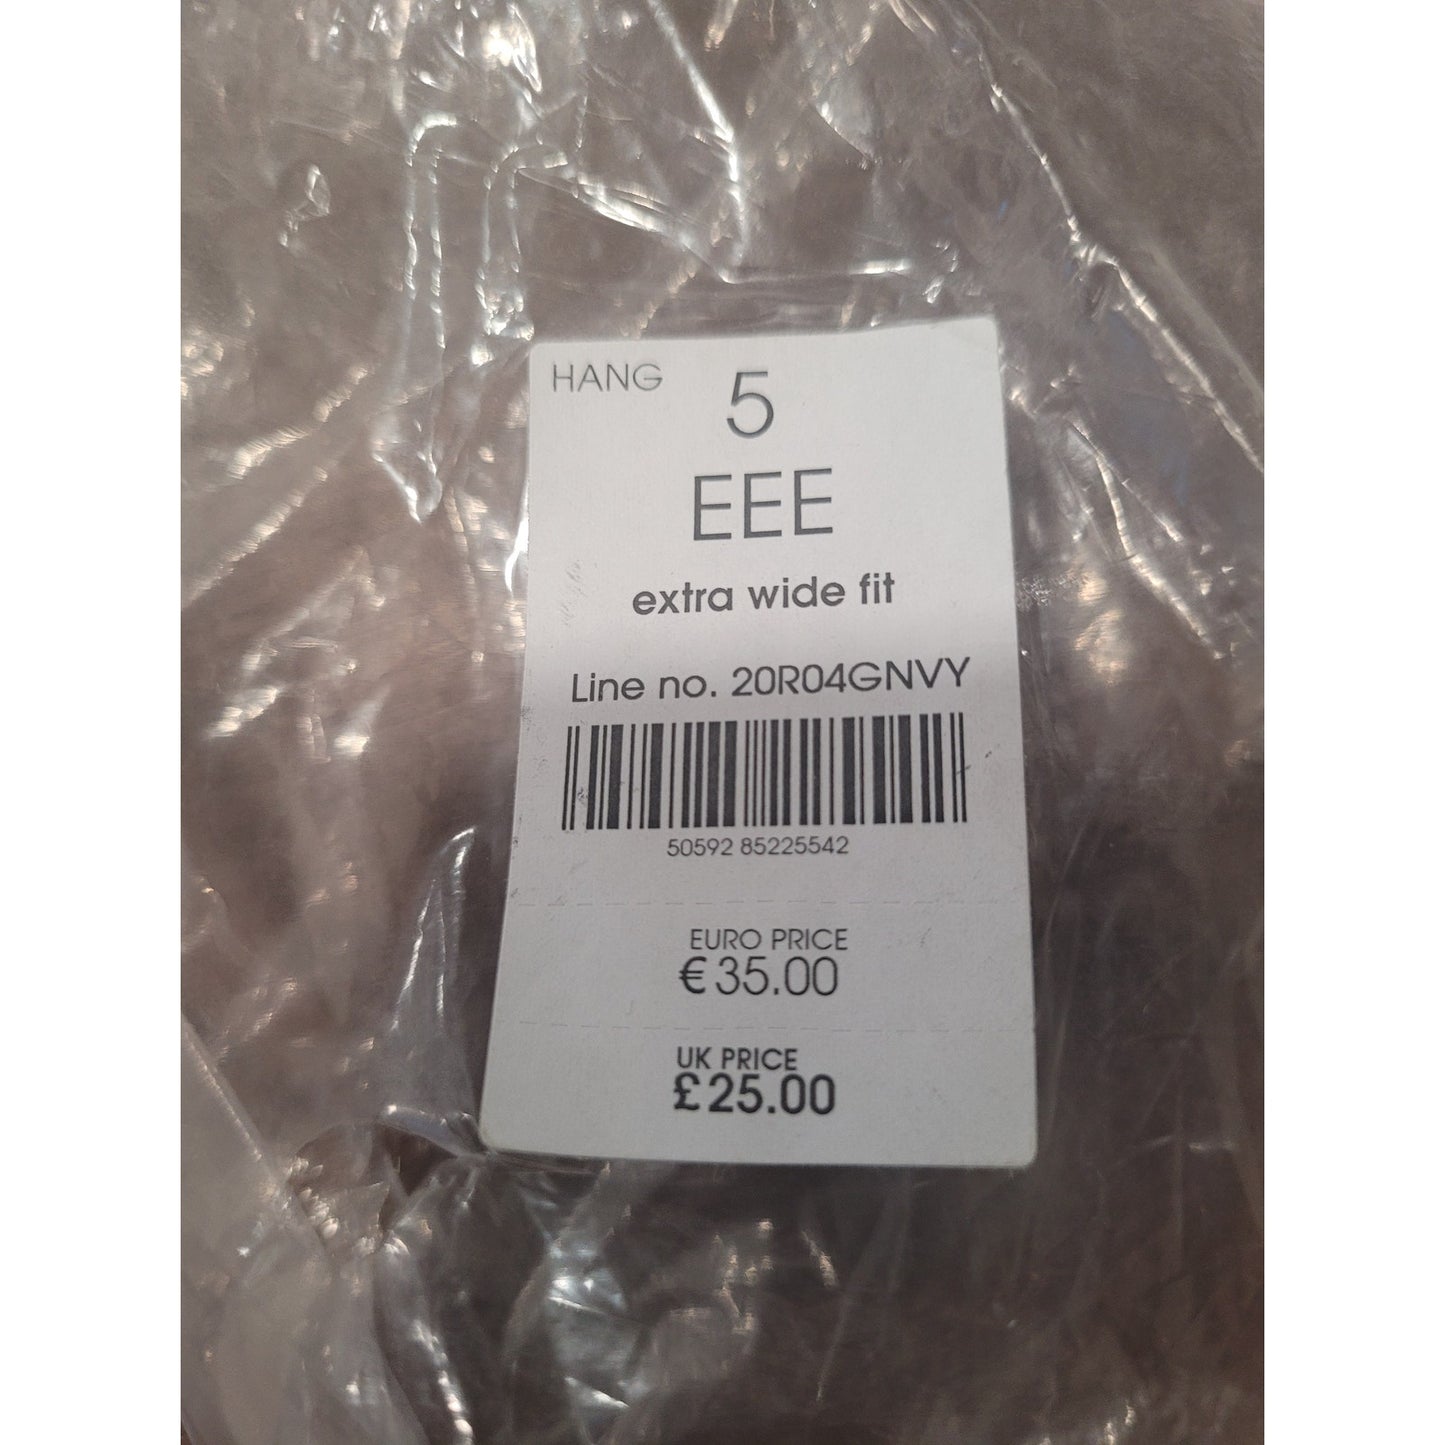 HANG 5
EEE
extra wide fit
Line no. 20R04GNVY
50592 85225542
EURO PRICE
€35.00
UK PRICE
£25.00